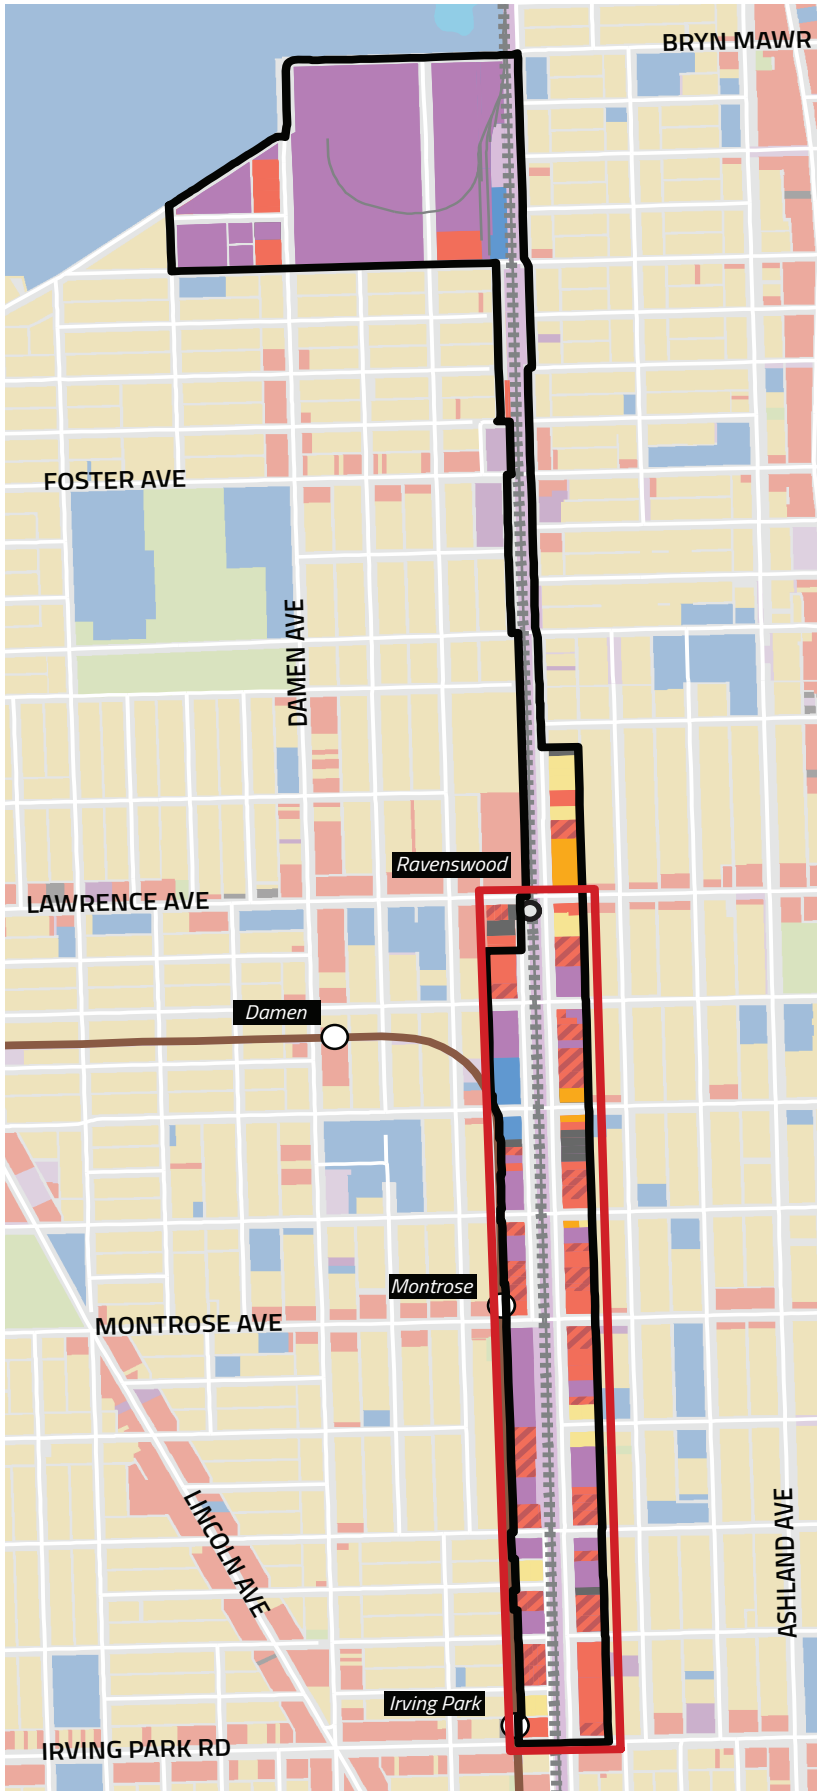 BRYN MAWR
FOSTER AVE
DAMEN AVE
Ravenswood
LAWRENCE AVE
Damen
Montrose
MONTROSE AVE
LINCOLN AVE
ASHLAND AVE
Irving Park
IRVING PARK RD